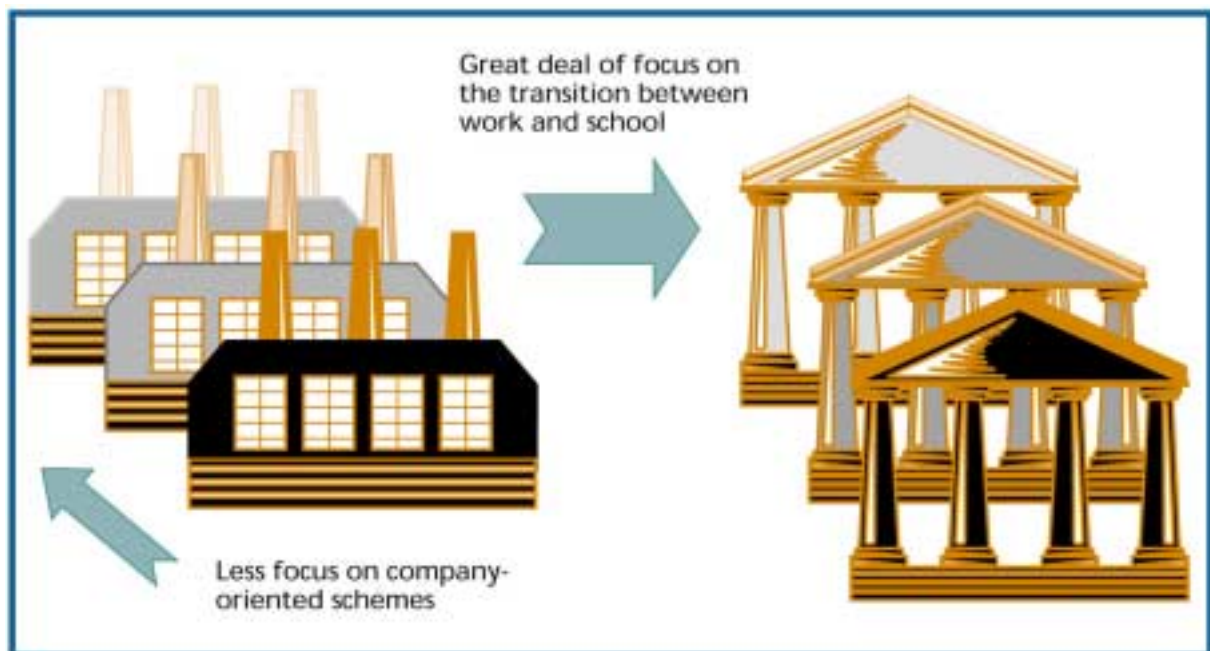 Great deal of focus on
the transition between
work and school
Less focus on company-
oriented schemes